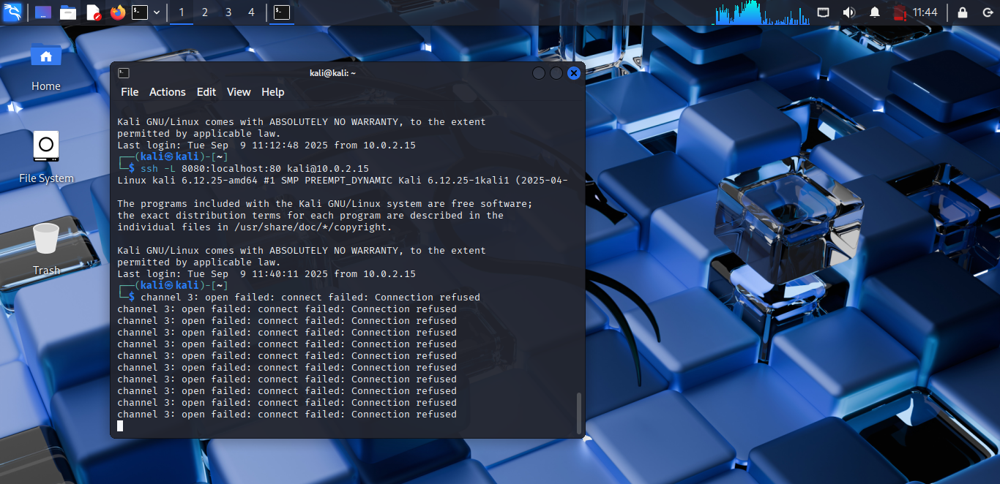 1 2 3 4
11:44
Home
File System
Trash
kali@kali: ~
File Actions Edit View Help
Kali GNU/Linux comes with ABSOLUTELY NO WARRANTY, to the extent
permitted by applicable law.
Last login: Tue Sep  9 11:12:48 2025 from 10.0.2.15
┌──(kali㉿kali)-[~]
└─$ ssh -L 8080:localhost:80 kali@10.0.2.15
Linux kali 6.12.25-amd64 #1 SMP PREEMPT_DYNAMIC Kali 6.12.25-1kali1 (2025-04-
The programs included with the Kali GNU/Linux system are free software;
the exact distribution terms for each program are described in the
individual files in /usr/share/doc/*/copyright.
Kali GNU/Linux comes with ABSOLUTELY NO WARRANTY, to the extent
permitted by applicable law.
Last login: Tue Sep  9 11:40:11 2025 from 10.0.2.15
┌──(kali㉿kali)-[~]
└─$ channel 3: open failed: connect failed: Connection refused
channel 3: open failed: connect failed: Connection refused
channel 3: open failed: connect failed: Connection refused
channel 3: open failed: connect failed: Connection refused
channel 3: open failed: connect failed: Connection refused
channel 3: open failed: connect failed: Connection refused
channel 3: open failed: connect failed: Connection refused
channel 3: open failed: connect failed: Connection refused
channel 3: open failed: connect failed: Connection refused
channel 3: open failed: connect failed: Connection refused
channel 3: open failed: connect failed: Connection refused